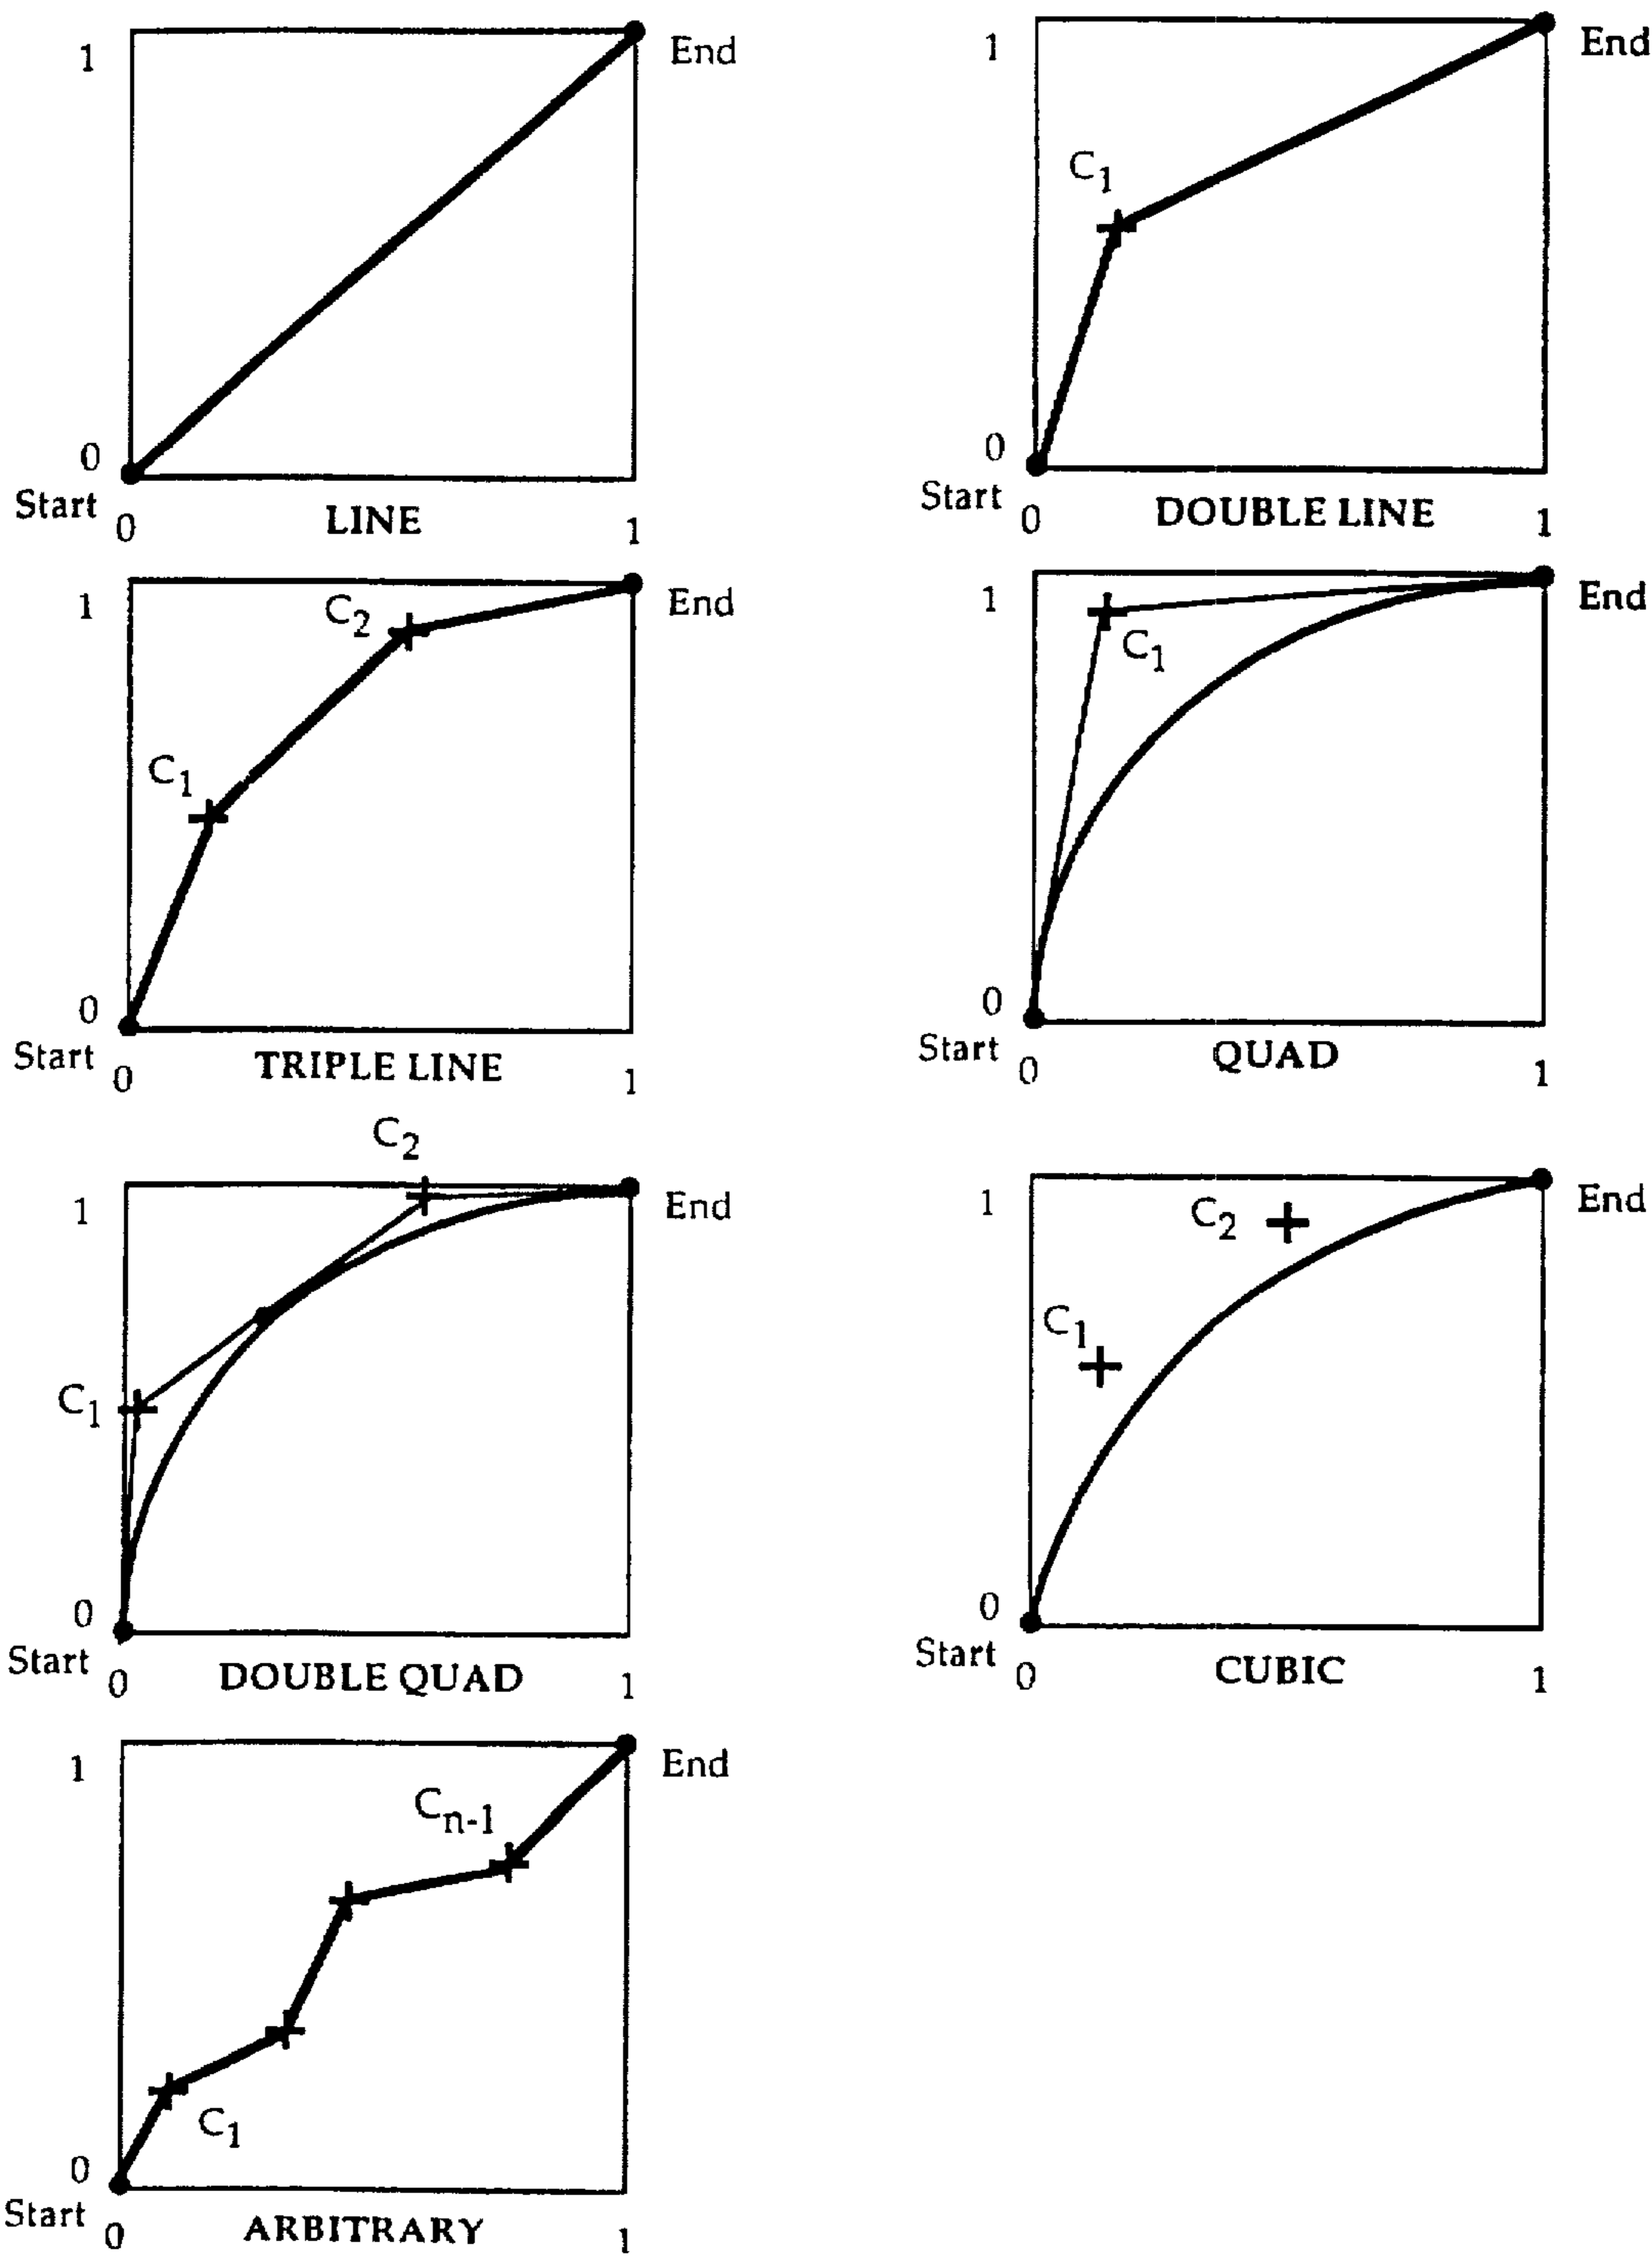 1 End
0
Start 0 LINE 1
1 End
C1
0
Start 0 DOUBLE LINE 1
1 C2 End
C1
0
Start 0 TRIPLE LINE 1
1 End
C1
0
Start 0 QUAD 1
C2
1 End
C1
0
Start 0 DOUBLE QUAD 1
1 C2 End
C1
0
Start 0 CUBIC 1
1 End
Cn-1
C1
0
Start 0 ARBITRARY 1